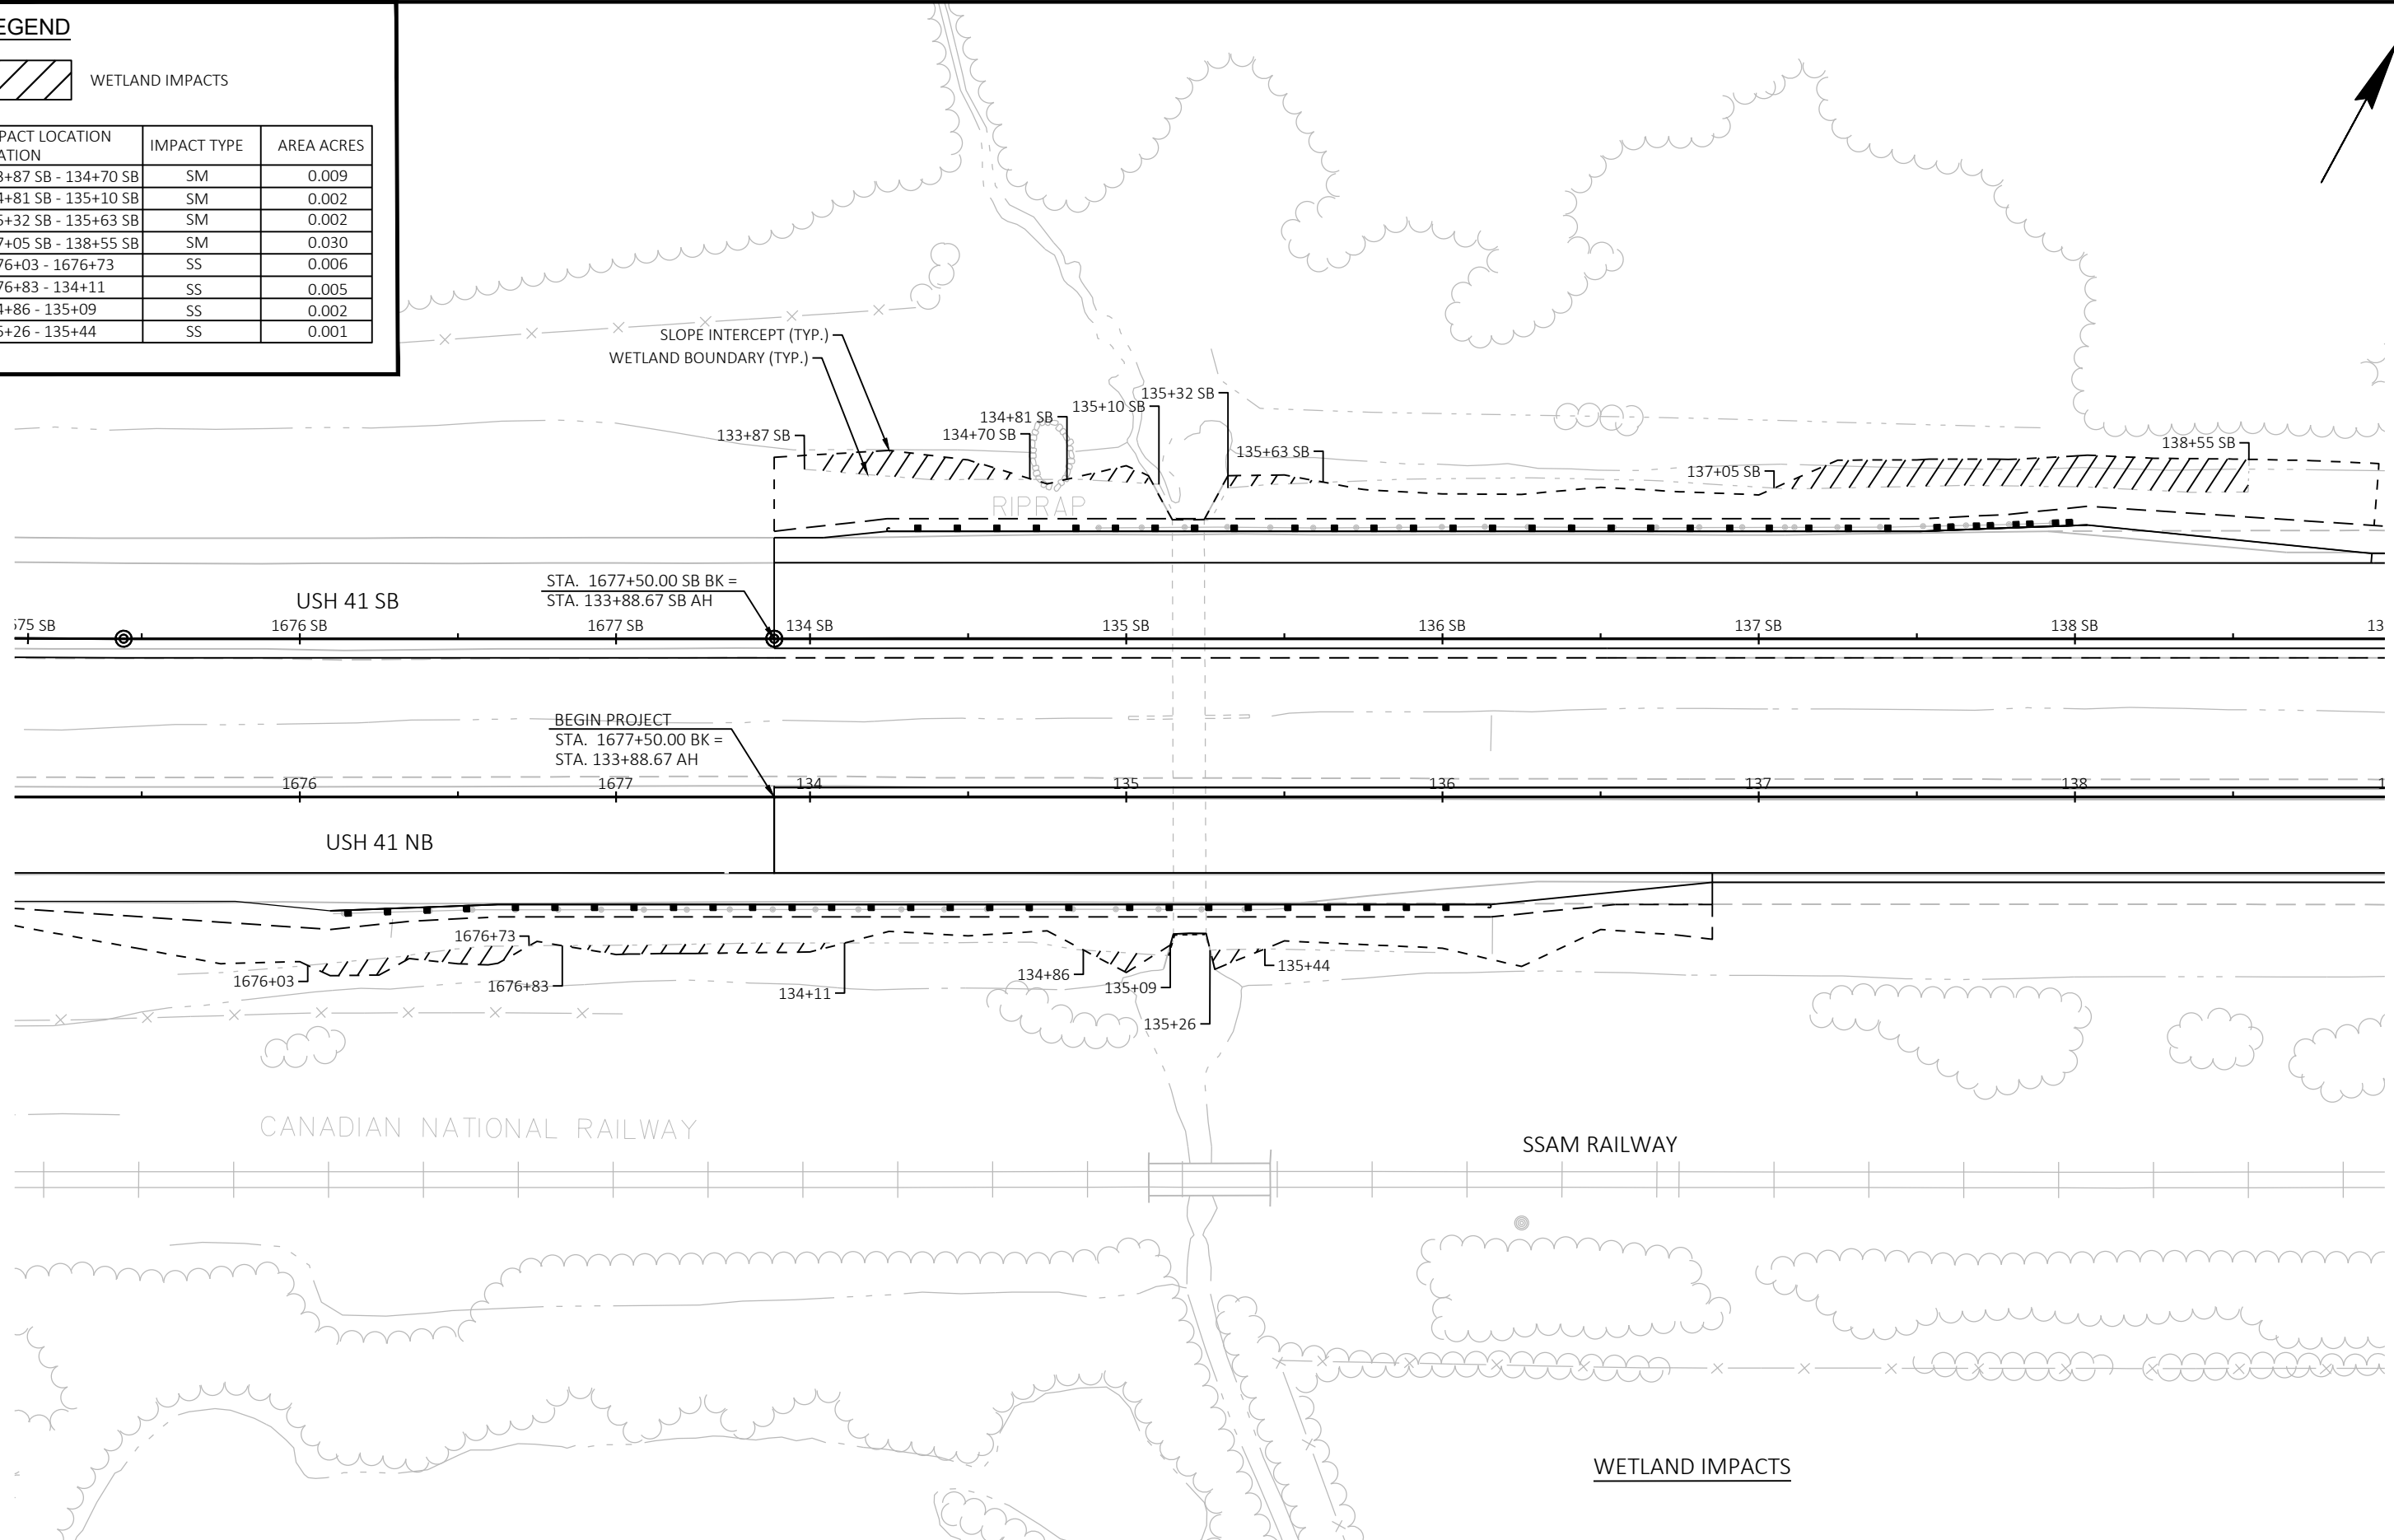 EGEND
WETLAND IMPACTS
PACT LOCATION
ATION
IMPACT TYPE
AREA ACRES
3+87 SB - 134+70 SB SM 0.009
4+81 SB - 135+10 SB SM 0.002
5+32 SB - 135+63 SB SM 0.002
7+05 SB - 138+55 SB SM 0.030
76+03 - 1676+73 SS 0.006
76+83 - 134+11 SS 0.005
4+86 - 135+09 SS 0.002
5+26 - 135+44 SS 0.001
SLOPE INTERCEPT (TYP.)
WETLAND BOUNDARY (TYP.)
133+87 SB
134+70 SB
134+81 SB
135+10 SB
135+32 SB
135+63 SB
137+05 SB
138+55 SB
RIPRAP
STA. 1677+50.00 SB BK =
STA. 133+88.67 SB AH
USH 41 SB
575 SB
1676 SB
1677 SB
134 SB
135 SB
136 SB
137 SB
138 SB
13
BEGIN PROJECT
STA. 1677+50.00 BK =
STA. 133+88.67 AH
1676
1677
134
135
136
137
138
1
USH 41 NB
1676+73
1676+03
1676+83
134+11
134+86
135+09
135+26
135+44
CANADIAN NATIONAL RAILWAY
SSAM RAILWAY
WETLAND IMPACTS